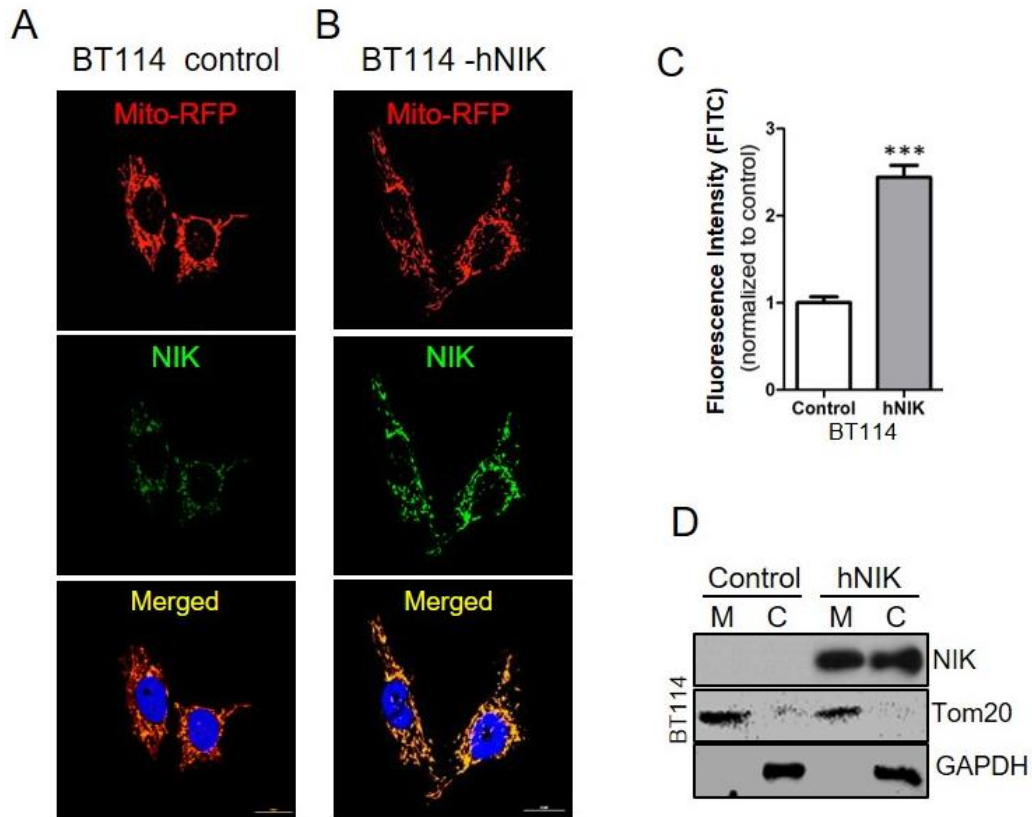 A
BT114 control
Mito-RFP
NIK
Merged
B
BT114 -hNIK
Mito-RFP
NIK
Merged
C
Fluorescence Intensity (FITC)
(normalized to control)
3
2
1
0
***
Control hNIK
BT114
D
Control hNIK
M C M C
BT114
NIK
Tom20
GAPDH